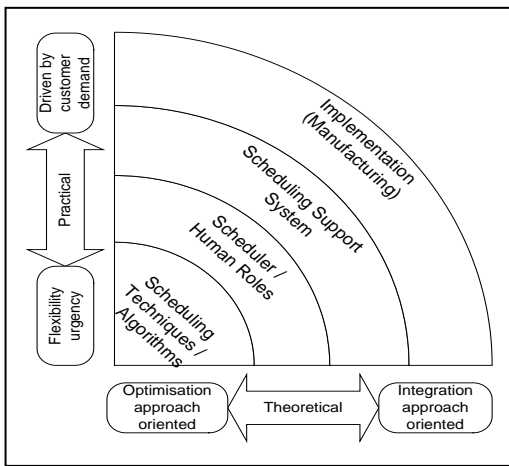 Driven by
customer
demand
Practical
Flexibility
urgency
Implementation
(Manufacturing)
Scheduling Support
System
Scheduler /
Human Roles
Scheduling
Techniques /
Algorithms
Optimisation
approach
oriented
Theoretical
Integration
approach
oriented